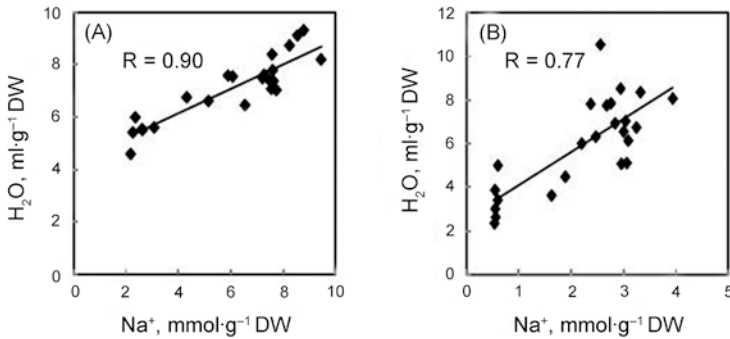 (A)
R = 0.90
H₂O, ml·g⁻¹ DW
10
8
6
4
2
0
0 2 4 6 8 10
Na⁺, mmol·g⁻¹ DW
(B)
R = 0.77
H₂O, ml·g⁻¹ DW
12
10
8
6
4
2
0
0 1 2 3 4 5
Na⁺, mmol·g⁻¹ DW